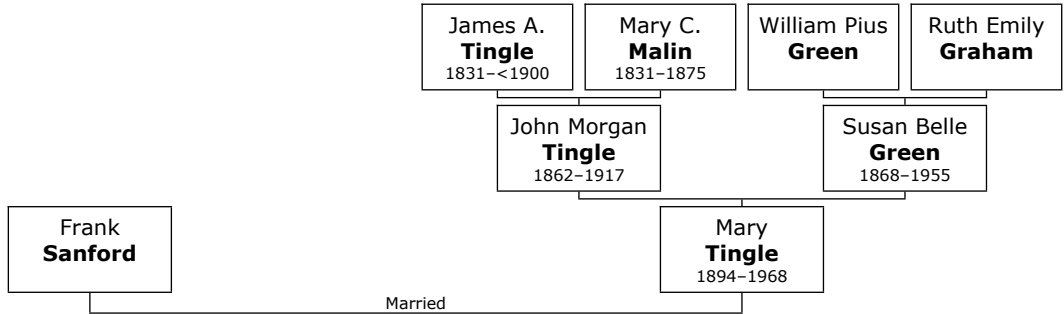 James A.
Tingle
1831–<1900
Mary C.
Malin
1831–1875
William Pius
Green
Ruth Emily
Graham
John Morgan
Tingle
1862–1917
Susan Belle
Green
1868–1955
Frank
Sanford
Mary
Tingle
1894–1968
Married